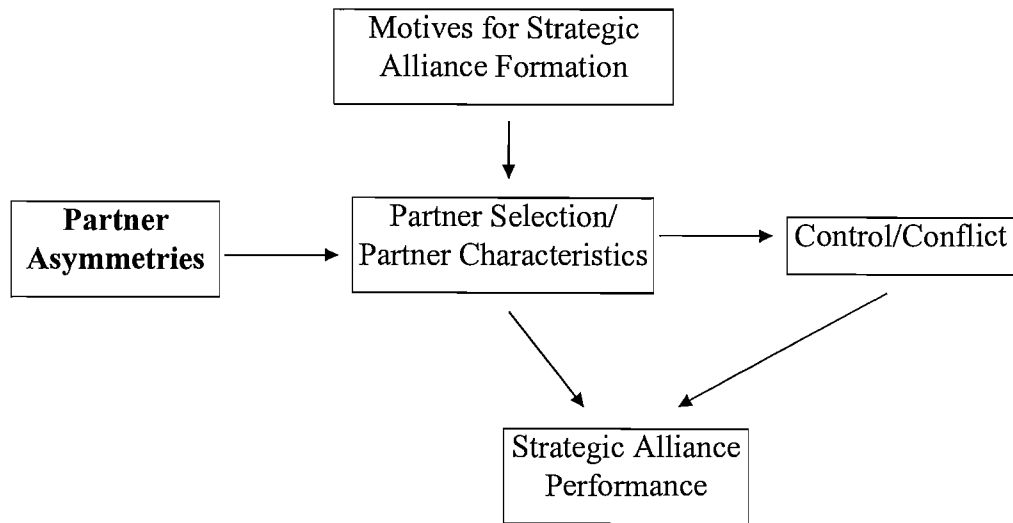 Motives for Strategic
Alliance Formation
Partner
Asymmetries
Partner Selection/
Partner Characteristics
Control/Conflict
Strategic Alliance
Performance